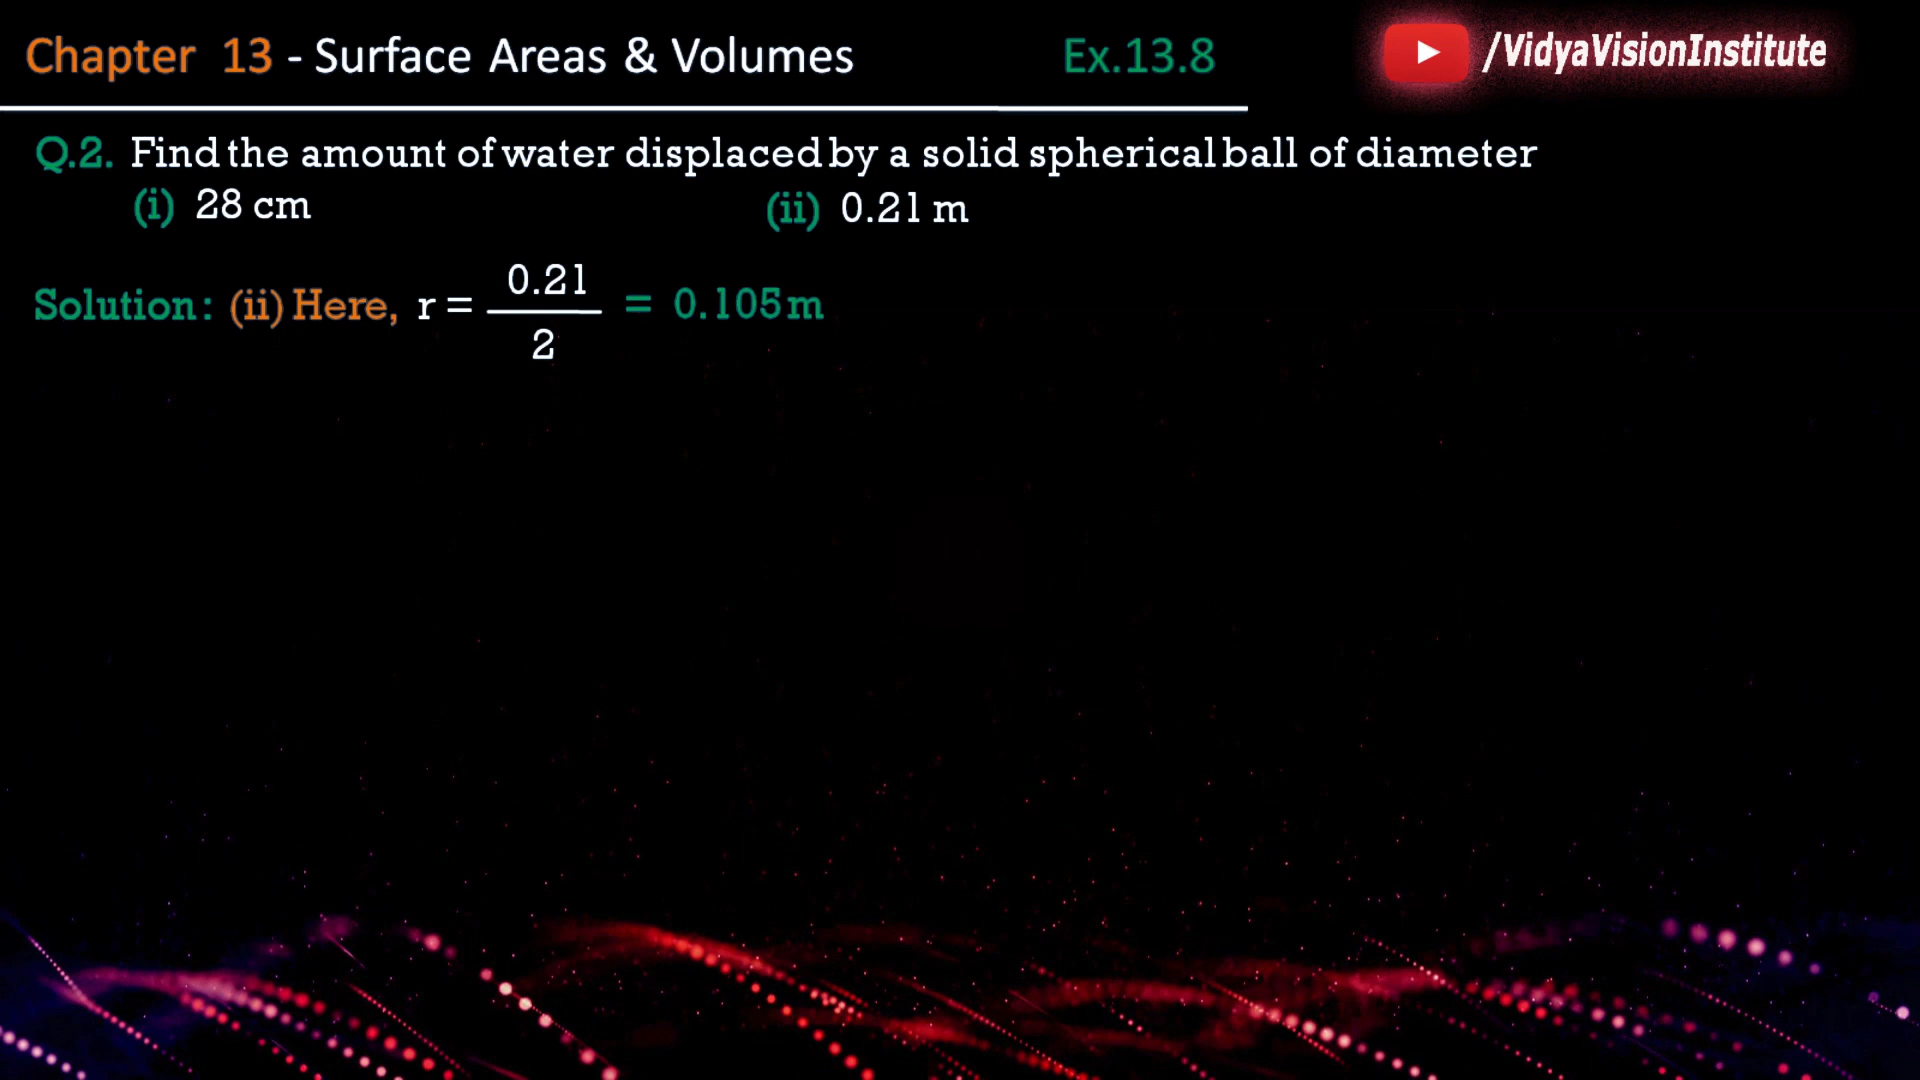 Chapter 13 - Surface Areas & Volumes Ex.13.8
/VidyaVisionInstitute
Q.2. Find the amount of water displaced by a solid spherical ball of diameter
(i) 28 cm (ii) 0.21 m
Solution: (ii) Here, r = 0.21 / 2 = 0.105 m